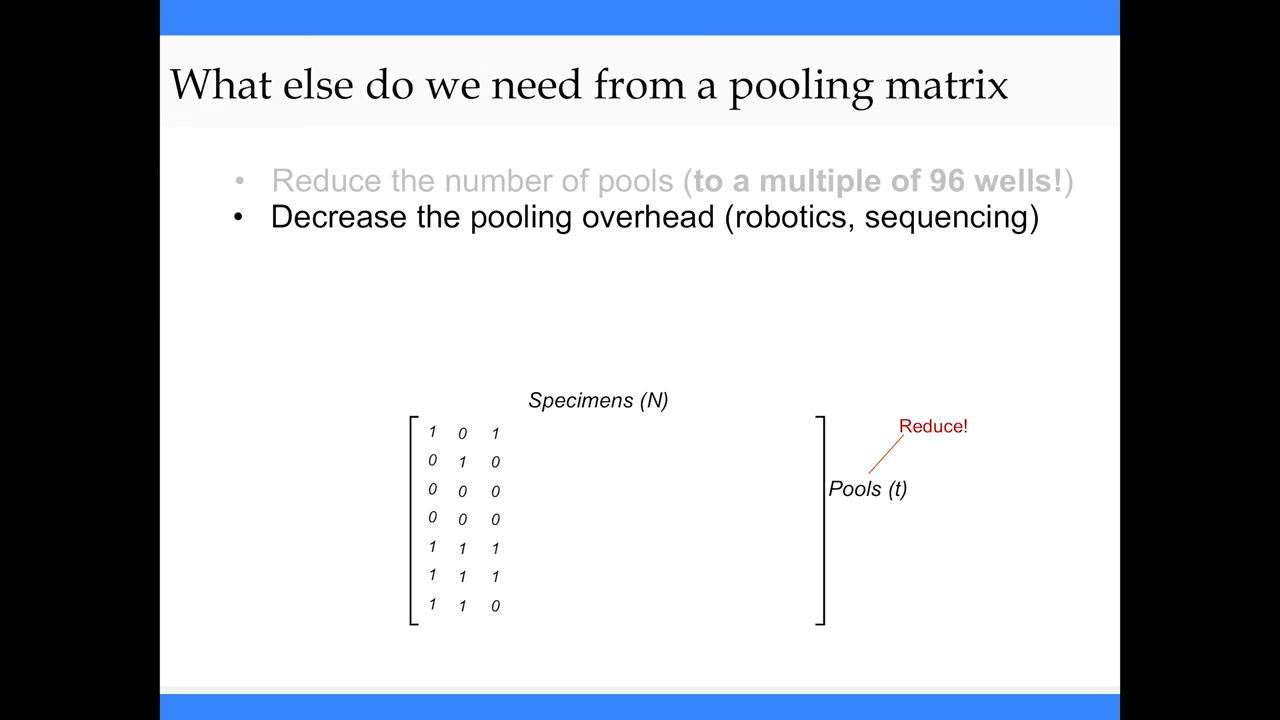 What else do we need from a pooling matrix
• Reduce the number of pools (to a multiple of 96 wells!)
• Decrease the pooling overhead (robotics, sequencing)
Specimens (N)
1 0 1
0 1 0
0 0 0
0 0 0
1 1 1
1 1 1
1 1 0
Reduce!
Pools (t)